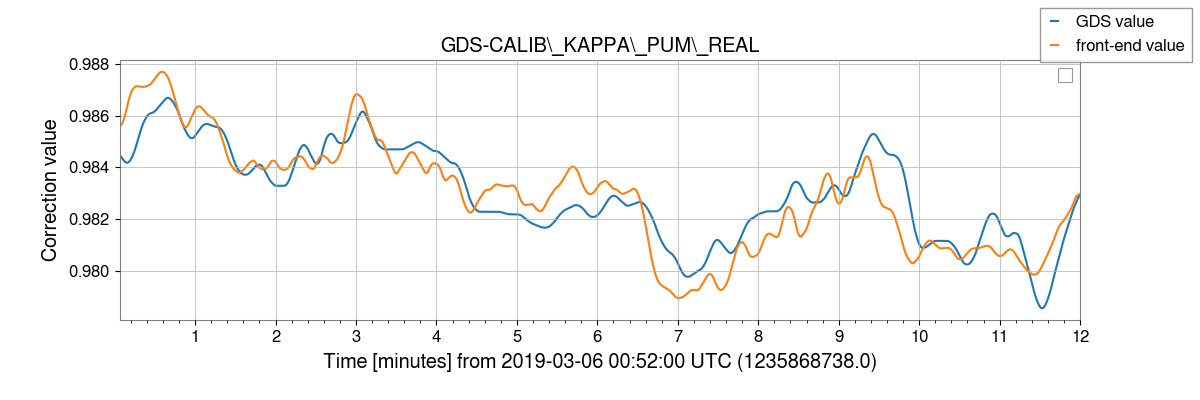 GDS value
front-end value
GDS-CALIB\_KAPPA\_PUM\_REAL
Correction value
0.988
0.986
0.984
0.982
0.980
1 2 3 4 5 6 7 8 9 10 11 12
Time [minutes] from 2019-03-06 00:52:00 UTC (1235868738.0)